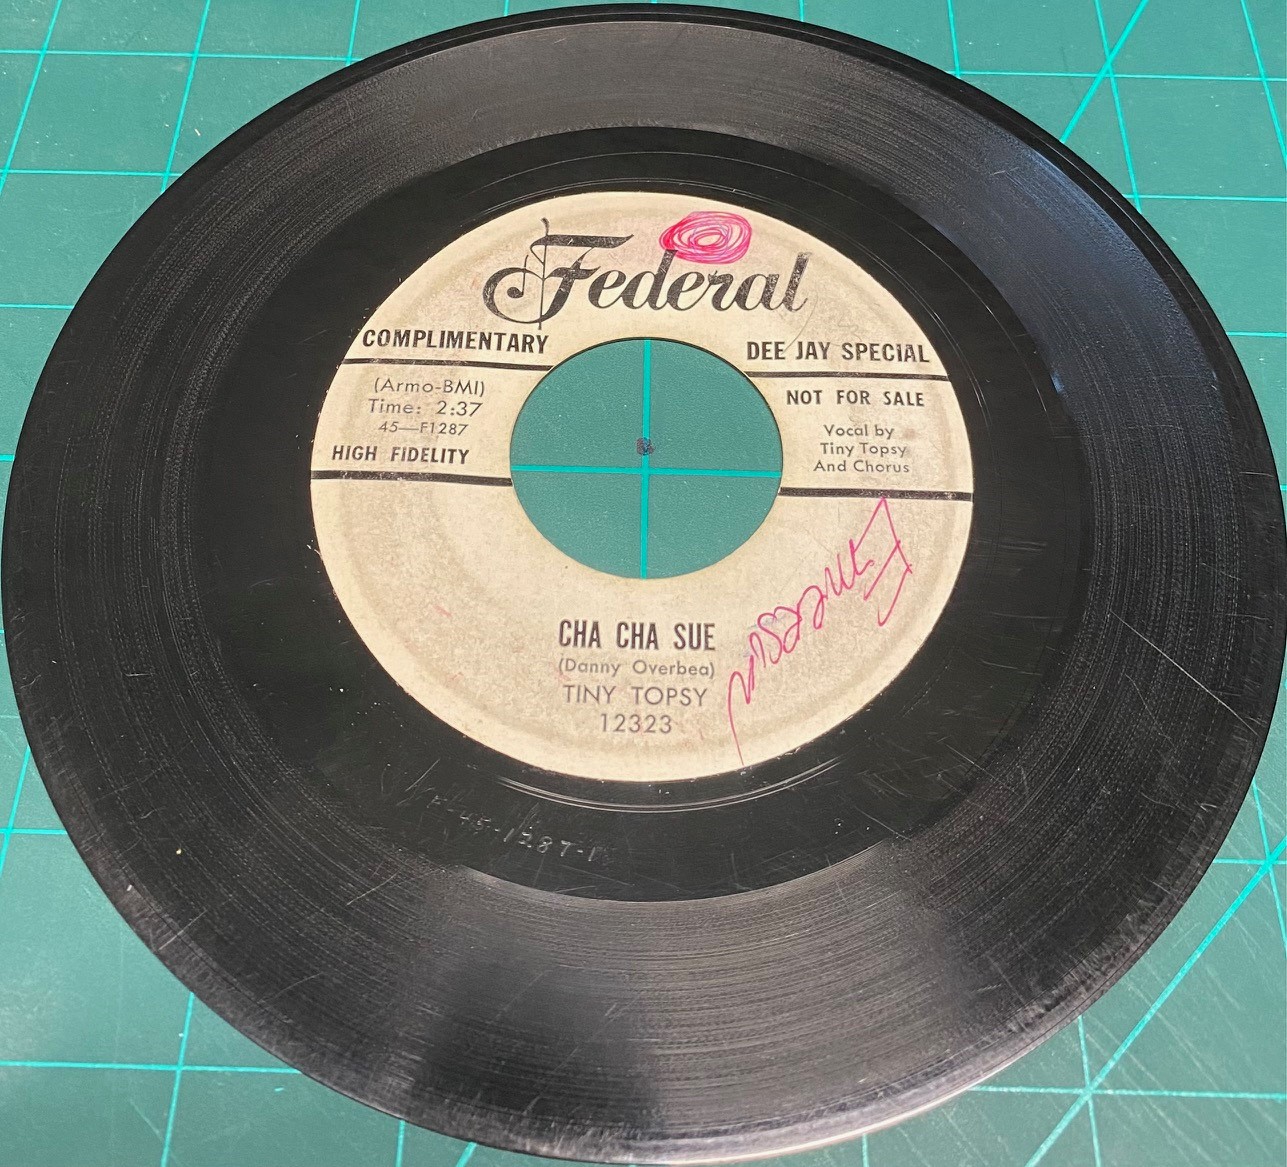 Federal
COMPLIMENTARY
DEE JAY SPECIAL
(Armo-BMI)
Time: 2:37
45—F1287
HIGH FIDELITY
NOT FOR SALE
Vocal by
Tiny Topsy
And Chorus
CHA CHA SUE
(Danny Overbea)
TINY TOPSY
12323